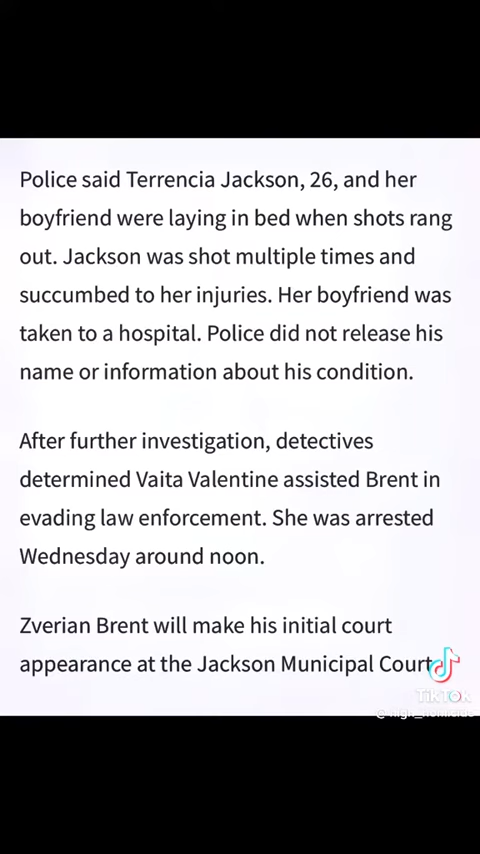 Police said Terrencia Jackson, 26, and her
boyfriend were laying in bed when shots rang
out. Jackson was shot multiple times and
succumbed to her injuries. Her boyfriend was
taken to a hospital. Police did not release his
name or information about his condition.
After further investigation, detectives
determined Vaita Valentine assisted Brent in
evading law enforcement. She was arrested
Wednesday around noon.
Zverian Brent will make his initial court
appearance at the Jackson Municipal Court
TikTok